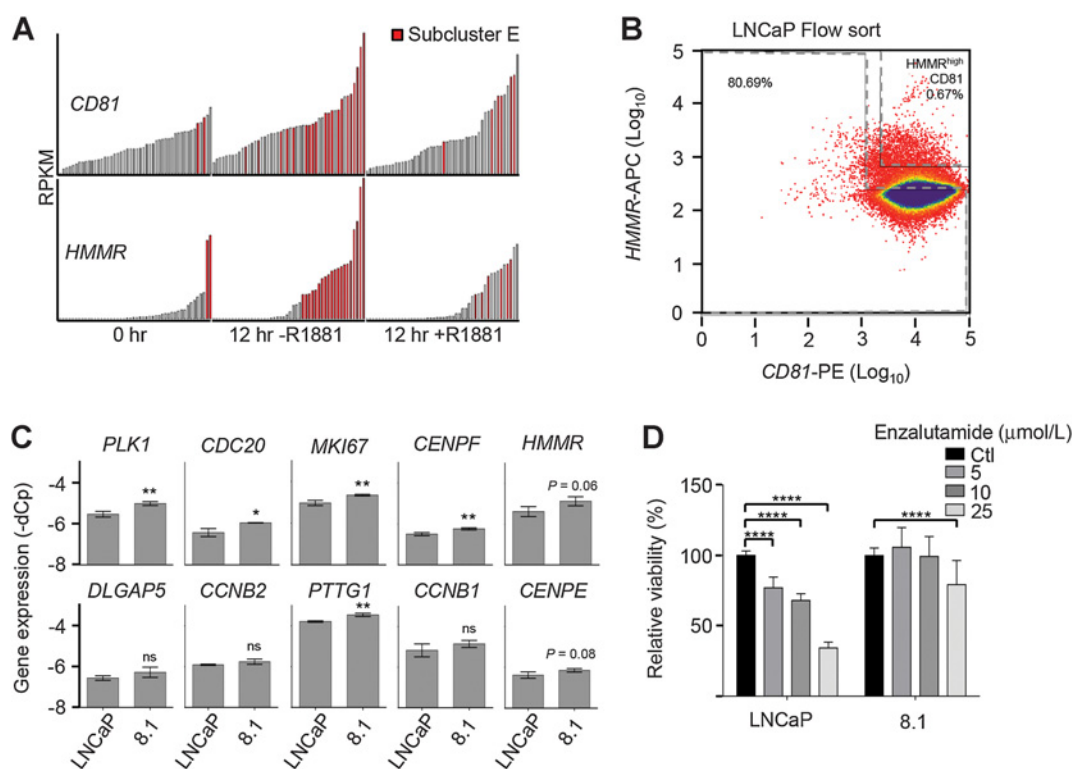 A
Subcluster E
CD81
RPKM
HMMR
0 hr
12 hr -R1881
12 hr +R1881
B
LNCaP Flow sort
HMMR-APC (Log10)
5
4
3
2
1
0
80.69%
HMMRhigh
CD81
0.67%
0 1 2 3 4 5
CD81-PE (Log10)
C
Gene expression (-dCp)
PLK1 CDC20 MKI67 CENPF HMMR
-4
-6
-8
** * ** ** P = 0.06
DLGAP5 CCNB2 PTTG1 CCNB1 CENPE
-4
-6
-8
ns ns ** ns P = 0.08
LNCaP 8.1 LNCaP 8.1 LNCaP 8.1 LNCaP 8.1 LNCaP 8.1
D
Enzalutamide (μmol/L)
Ctl
5
10
25
Relative viability (%)
150
100
50
****
****
****
****
LNCaP 8.1